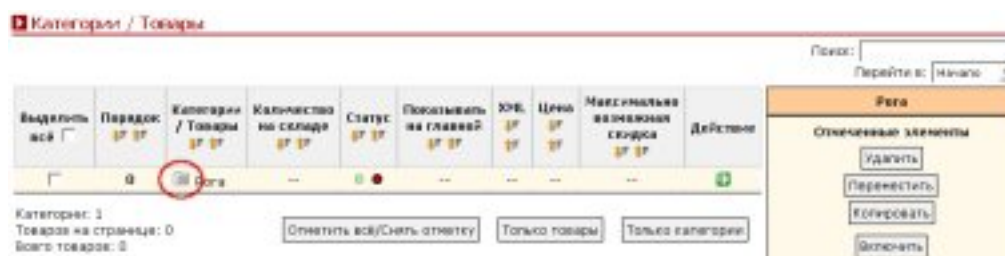 Категории / Товары
Поиск:
Перейти в: Начало
Выделить всё
Порядок
Категории / Товары
Количество на складе
Статус
Показывать на главной
XML
Цена
Максимально возможная скидка
Действие
Рога
Отмеченные элементы
Удалить
Переместить
Копировать
Включить
0 Рога -- 0 -- -- -- --
Категории: 1
Товаров на странице: 0
Всего товаров: 0
Отметить всё/Снять отметку
Только товары
Только категории